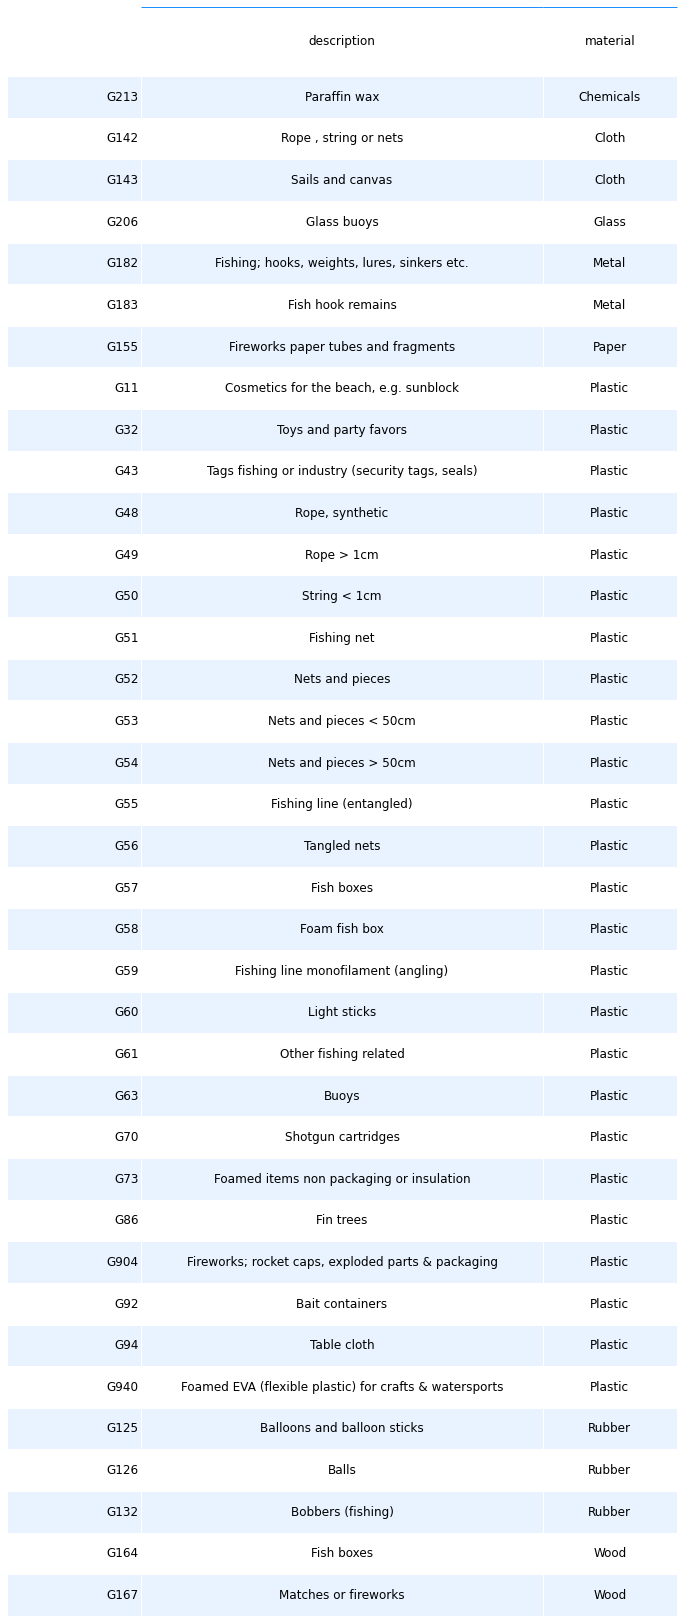 description material
G213 Paraffin wax Chemicals
G142 Rope , string or nets Cloth
G143 Sails and canvas Cloth
G206 Glass buoys Glass
G182 Fishing; hooks, weights, lures, sinkers etc. Metal
G183 Fish hook remains Metal
G155 Fireworks paper tubes and fragments Paper
G11 Cosmetics for the beach, e.g. sunblock Plastic
G32 Toys and party favors Plastic
G43 Tags fishing or industry (security tags, seals) Plastic
G48 Rope, synthetic Plastic
G49 Rope > 1cm Plastic
G50 String < 1cm Plastic
G51 Fishing net Plastic
G52 Nets and pieces Plastic
G53 Nets and pieces < 50cm Plastic
G54 Nets and pieces > 50cm Plastic
G55 Fishing line (entangled) Plastic
G56 Tangled nets Plastic
G57 Fish boxes Plastic
G58 Foam fish box Plastic
G59 Fishing line monofilament (angling) Plastic
G60 Light sticks Plastic
G61 Other fishing related Plastic
G63 Buoys Plastic
G70 Shotgun cartridges Plastic
G73 Foamed items non packaging or insulation Plastic
G86 Fin trees Plastic
G904 Fireworks; rocket caps, exploded parts & packaging Plastic
G92 Bait containers Plastic
G94 Table cloth Plastic
G940 Foamed EVA (flexible plastic) for crafts & watersports Plastic
G125 Balloons and balloon sticks Rubber
G126 Balls Rubber
G132 Bobbers (fishing) Rubber
G164 Fish boxes Wood
G167 Matches or fireworks Wood